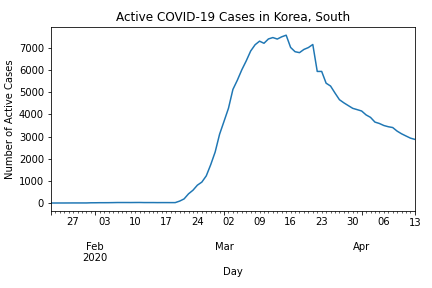 Active COVID-19 Cases in Korea, South
Number of Active Cases
7000
6000
5000
4000
3000
2000
1000
0
27 03 10 17 24 02 09 16 23 30 06 13
Feb Mar Apr
2020
Day